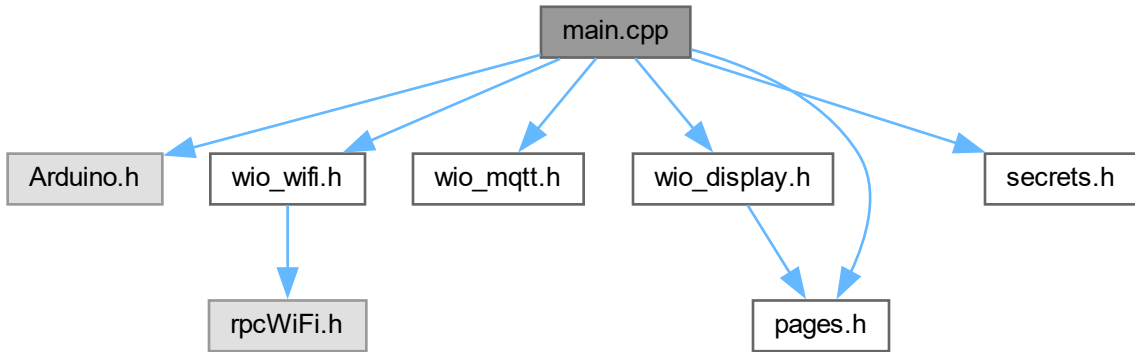 main.cpp
Arduino.h
wio_wifi.h
wio_mqtt.h
wio_display.h
secrets.h
rpcWiFi.h
pages.h